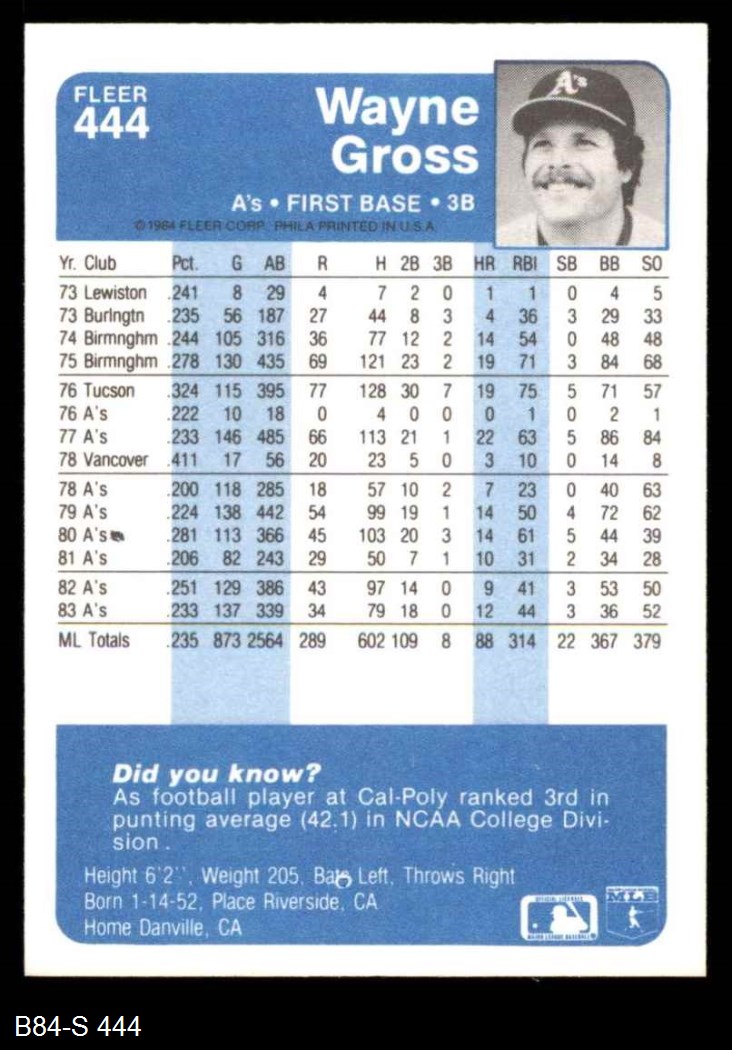 FLEER
444
Wayne
Gross
A's • FIRST BASE • 3B
© 1984 FLEER CORP. PHILA PRINTED IN U.S.A.
A's
Yr. Club Pct. G AB R H 2B 3B HR RBI SB BB SO
73 Lewiston .241 8 29 4 7 2 0 1 1 0 4 5
73 Burlngtn .235 56 187 27 44 8 3 4 36 3 29 33
74 Birmnghm .244 105 316 36 77 12 2 14 54 0 48 48
75 Birmnghm .278 130 435 69 121 23 2 19 71 3 84 68
76 Tucson .324 115 395 77 128 30 7 19 75 5 71 57
76 A's .222 10 18 0 4 0 0 0 1 0 2 1
77 A's .233 146 485 66 113 21 1 22 63 5 86 84
78 Vancover .411 17 56 20 23 5 0 3 10 0 14 8
78 A's .200 118 285 18 57 10 2 7 23 0 40 63
79 A's .224 138 442 54 99 19 1 14 50 4 72 62
80 A's .281 113 366 45 103 20 3 14 61 5 44 39
81 A's .206 82 243 29 50 7 1 10 31 2 34 28
82 A's .251 129 386 43 97 14 0 9 41 3 53 50
83 A's .233 137 339 34 79 18 0 12 44 3 36 52
ML Totals .235 873 2564 289 602 109 8 88 314 22 367 379
Did you know?
As football player at Cal-Poly ranked 3rd in
punting average (42.1) in NCAA College Divi-
sion.
Height 6'2", Weight 205, Bats Left, Throws Right
Born 1-14-52, Place Riverside, CA
Home Danville, CA
OFFICIAL LICENSEE
MAJOR LEAGUE BASEBALL
MLB
B84-S 444